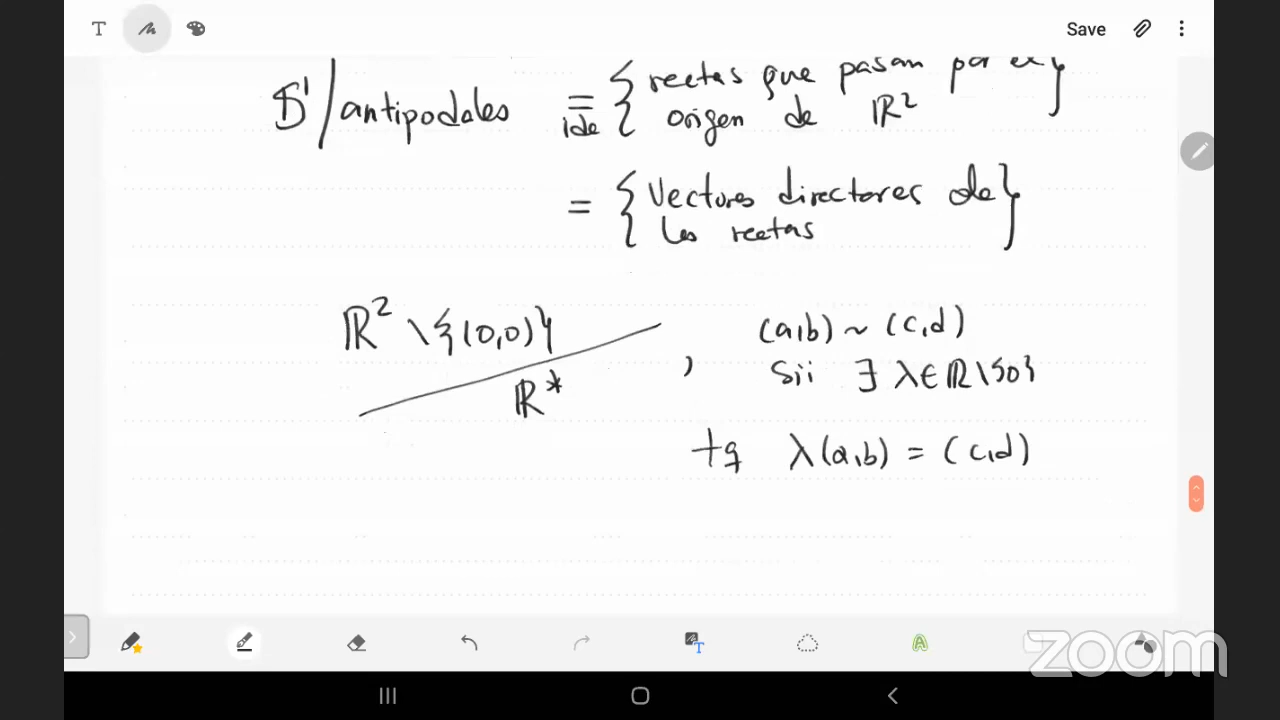 Save
S¹/antipodales ≡ide { rectas que pasan por el
origen de ℝ² }
= { Vectores directores de
las rectas }
ℝ² \ {(0,0)} / ℝ* , (a,b) ~ (c,d)
sii ∃ λ ∈ ℝ\{0}
tq λ(a,b) = (c,d)
T
A
zoom